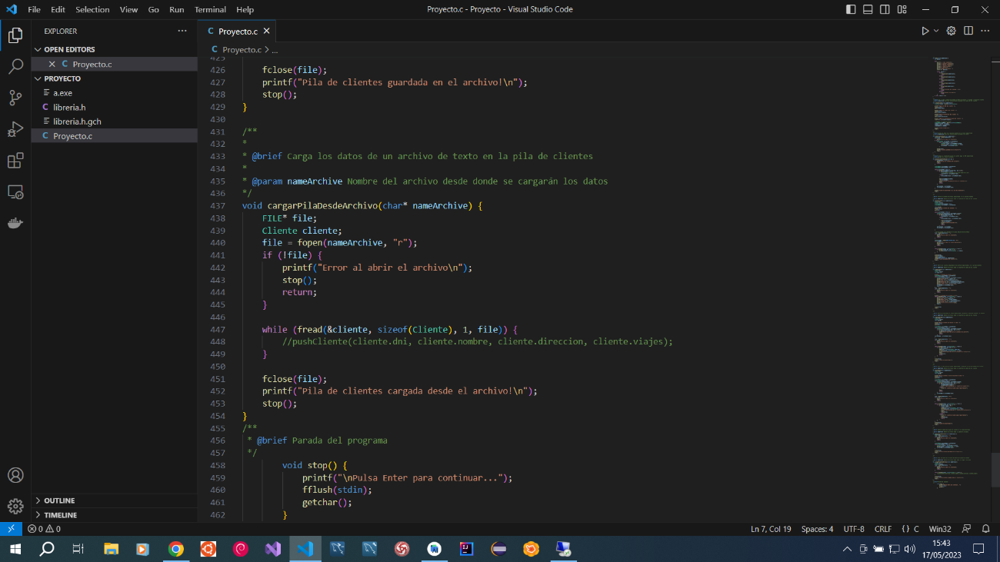 File Edit Selection View Go Run Terminal Help Proyecto.c - Proyecto - Visual Studio Code
EXPLORER
OPEN EDITORS
Proyecto.c
PROYECTO
a.exe
libreria.h
libreria.h.gch
Proyecto.c
OUTLINE
TIMELINE
Proyecto.c
Proyecto.c > ...
425
426 fclose(file);
427 printf("Pila de clientes guardada en el archivo!\n");
428 stop();
429 }
430
431 /**
432 *
433 * @brief Carga los datos de un archivo de texto en la pila de clientes
434 *
435 * @param nameArchive Nombre del archivo desde donde se cargarán los datos
436 */
437 void cargarPilaDesdeArchivo(char* nameArchive) {
438 FILE* file;
439 Cliente cliente;
440 file = fopen(nameArchive, "r");
441 if (!file) {
442 printf("Error al abrir el archivo\n");
443 stop();
444 return;
445 }
446
447 while (fread(&cliente, sizeof(Cliente), 1, file)) {
448 //pushCliente(cliente.dni, cliente.nombre, cliente.direccion, cliente.viajes);
449 }
450
451 fclose(file);
452 printf("Pila de clientes cargada desde el archivo!\n");
453 stop();
454 }
455 /**
456 * @brief Parada del programa
457 */
458 void stop() {
459 printf("\nPulsa Enter para continuar...");
460 fflush(stdin);
461 getchar();
462 }
0 0 Ln 7, Col 19 Spaces: 4 UTF-8 CRLF {} C Win32
15:43
17/05/2023